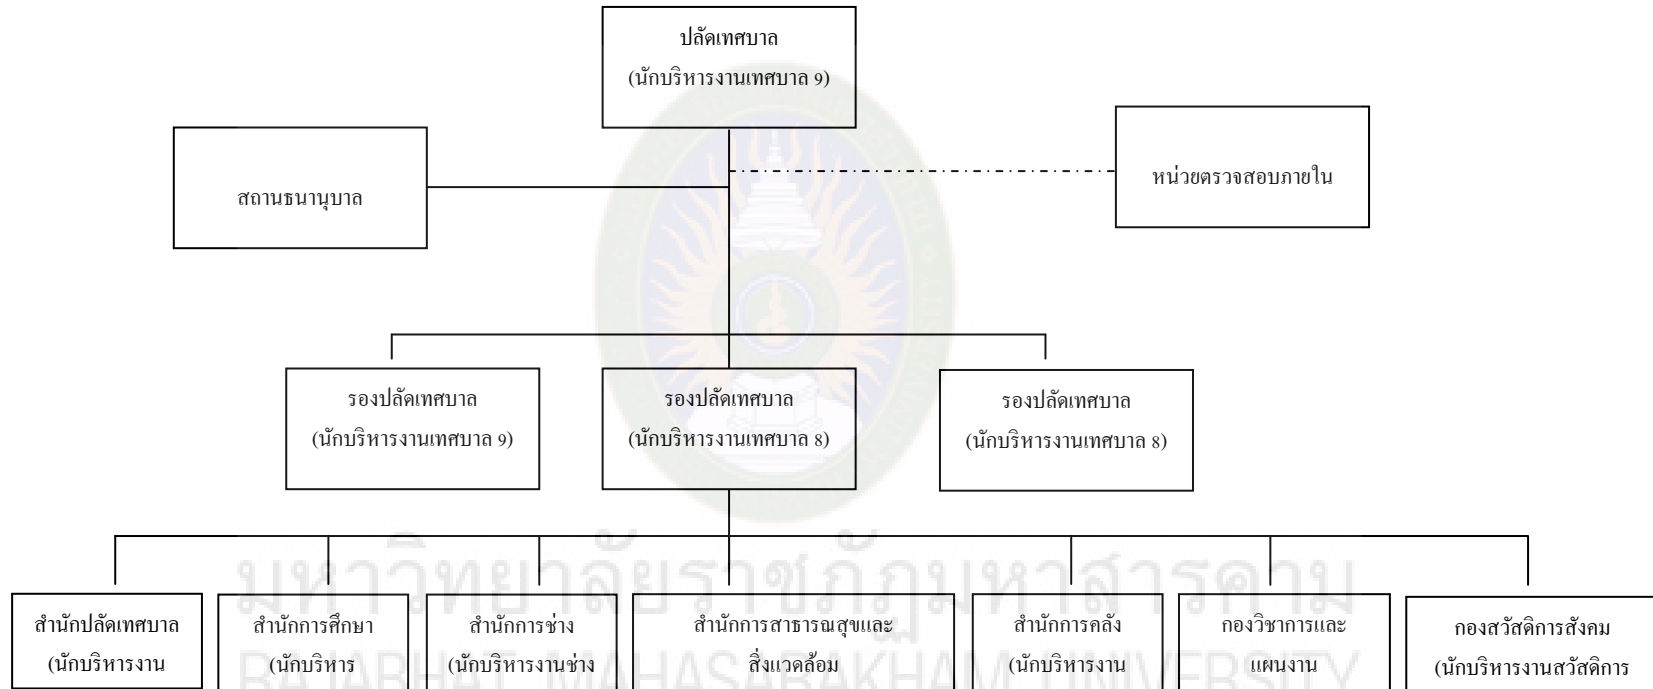 ปลัดเทศบาล
(นักบริหารงานเทศบาล 9)
สถานธนานุบาล
หน่วยตรวจสอบภายใน
รองปลัดเทศบาล
(นักบริหารงานเทศบาล 9)
รองปลัดเทศบาล
(นักบริหารงานเทศบาล 8)
รองปลัดเทศบาล
(นักบริหารงานเทศบาล 8)
สำนักปลัดเทศบาล
(นักบริหารงาน
สำนักการศึกษา
(นักบริหาร
สำนักการช่าง
(นักบริหารงานช่าง
สำนักการสาธารณสุขและ
สิ่งแวดล้อม
สำนักการคลัง
(นักบริหารงาน
กองวิชาการและ
แผนงาน
กองสวัสดิการสังคม
(นักบริหารงานสวัสดิการ
มหาวิทยาลัยราชภัฏมหาสารคาม
RAJABHAT MAHASARAKHAM UNIVERSITY